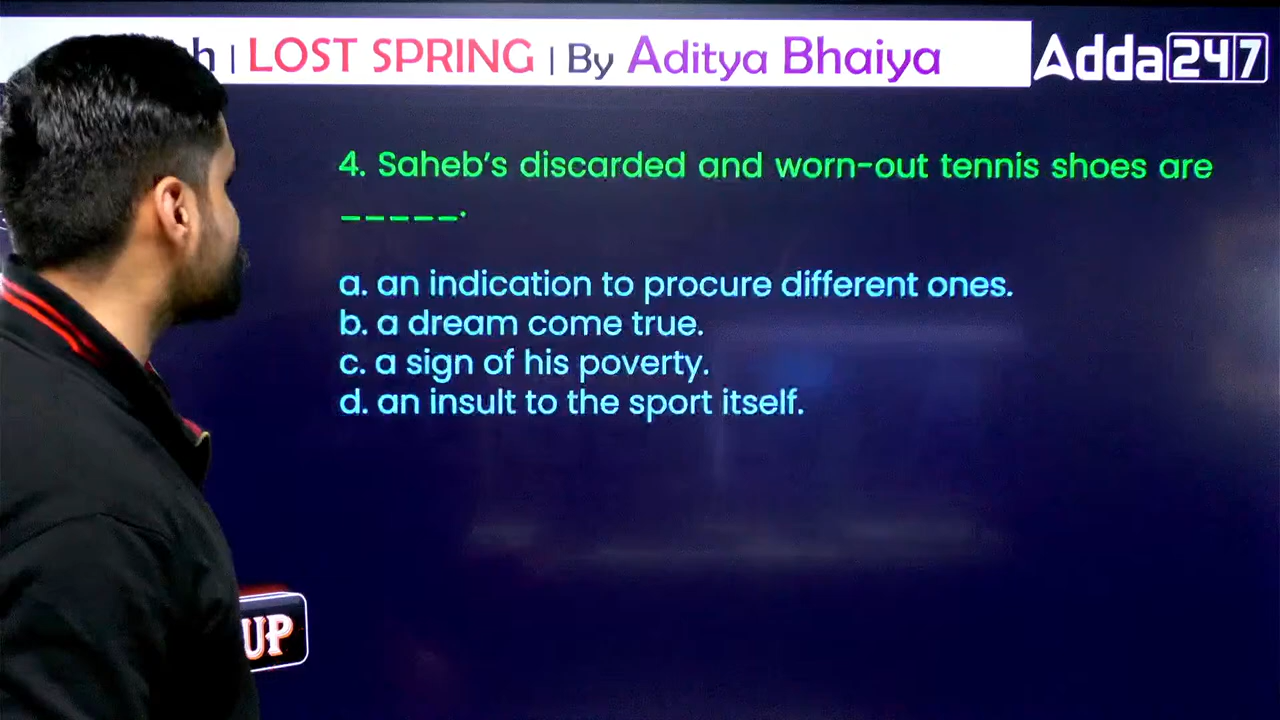 | LOST SPRING | By Aditya Bhaiya
Adda247
4. Saheb's discarded and worn-out tennis shoes are
_____.
a. an indication to procure different ones.
b. a dream come true.
c. a sign of his poverty.
d. an insult to the sport itself.
UP